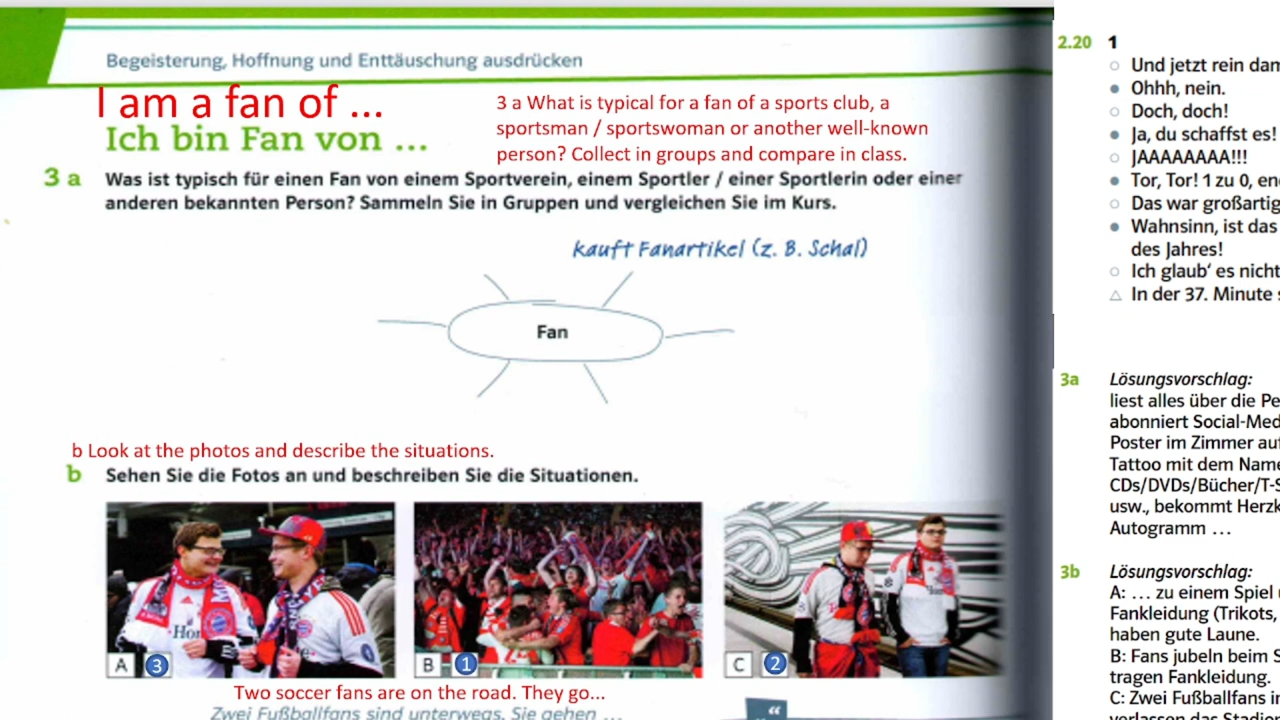 Begeisterung, Hoffnung und Enttäuschung ausdrücken
I am a fan of ...
Ich bin Fan von ...
3 a What is typical for a fan of a sports club, a
sportsman / sportswoman or another well-known
person? Collect in groups and compare in class.
3 a Was ist typisch für einen Fan von einem Sportverein, einem Sportler / einer Sportlerin oder einer
anderen bekannten Person? Sammeln Sie in Gruppen und vergleichen Sie im Kurs.
kauft Fanartikel (z. B. Schal)
Fan
b Look at the photos and describe the situations.
b Sehen Sie die Fotos an und beschreiben Sie die Situationen.
A 3
B 1
C 2
Two soccer fans are on the road. They go...
Zwei Fußballfans sind unterwegs. Sie gehen ...
2.20 1
○ Und jetzt rein
● Ohhh, nein.
○ Doch, doch!
● Ja, du schaffst es!
○ JAAAAAAAA!!!
● Tor, Tor! 1 zu 0,
○ Das war großartig
● Wahnsinn, ist das
des Jahres!
○ Ich glaub' es nicht
△ In der 37. Minute
3a Lösungsvorschlag:
liest alles über die
abonniert
Poster im Zimmer
Tattoo mit dem
CDs/DVDs/Bücher/
usw., bekommt
Autogramm ...
3b Lösungsvorschlag:
A: ... zu einem Spiel
Fankleidung (Trikots,
haben gute Laune.
B: Fans jubeln beim
tragen Fankleidung.
C: Zwei Fußballfans
verlassen das